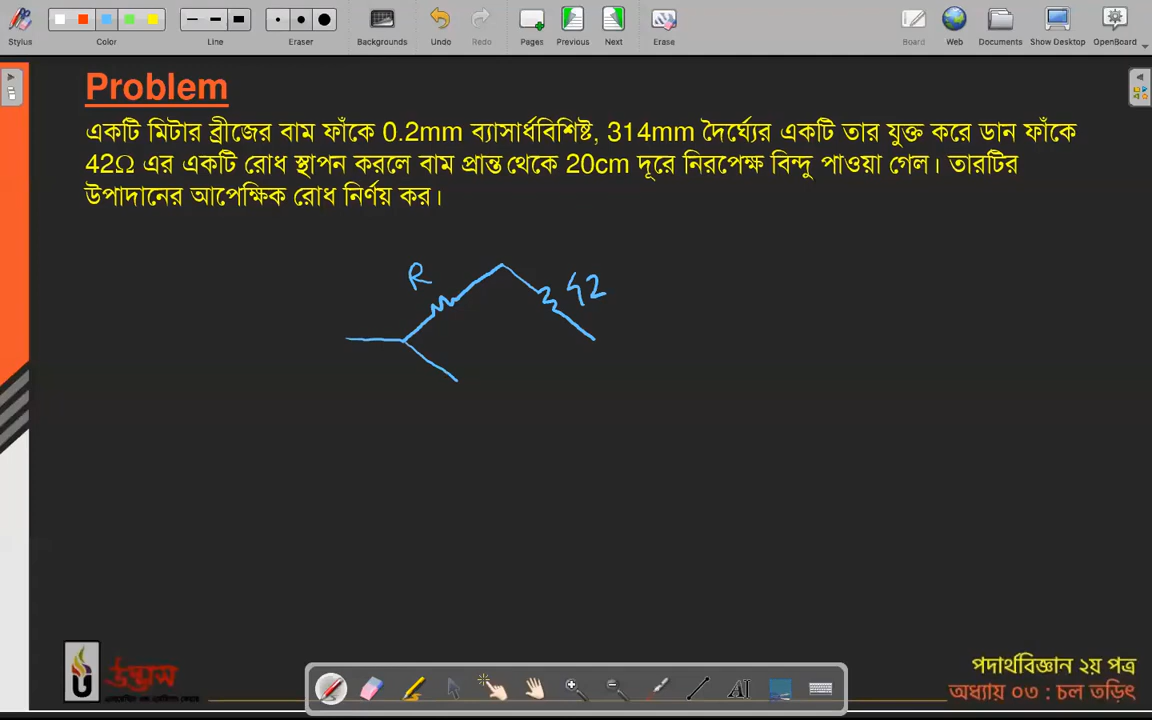 Stylus
Color
Line
Eraser
Backgrounds
Undo
Redo
Pages
Previous
Next
Erase
Board
Web
Documents
Show Desktop
OpenBoard
Problem
একটি মিটার ব্রীজের বাম ফাঁকে 0.2mm ব্যাসার্ধবিশিষ্ট, 314mm দৈর্ঘ্যের একটি তার যুক্ত করে ডান ফাঁকে
42Ω এর একটি রোধ স্থাপন করলে বাম প্রান্ত থেকে 20cm দূরে নিরপেক্ষ বিন্দু পাওয়া গেল। তারটির
উপাদানের আপেক্ষিক রোধ নির্ণয় কর।
R
42
উদ্ভাস
পদার্থবিজ্ঞান ২য় পত্র
অধ্যায় ০৩ : চল তড়িৎ